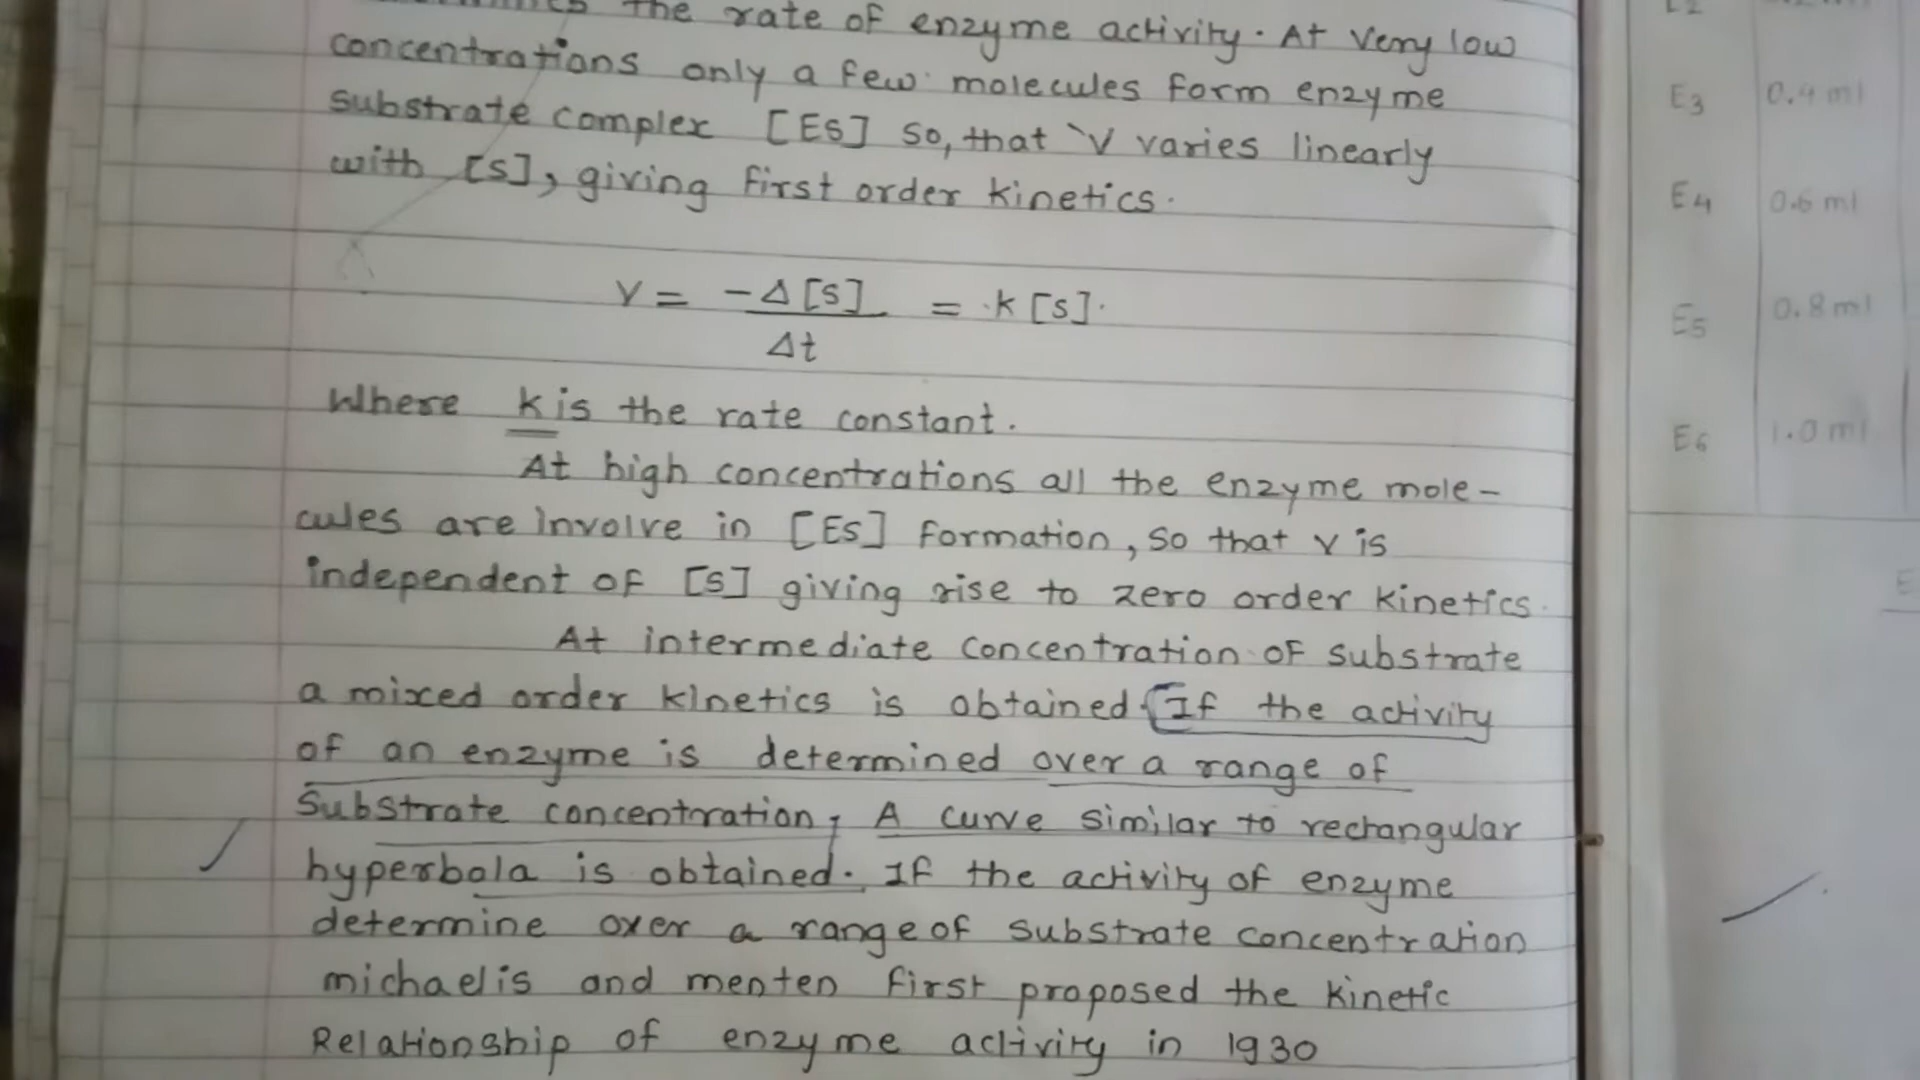 the rate of enzyme activity. At very low
concentrations only a few molecules form enzyme
substrate complex [ES] so, that `V varies linearly
with [S], giving first order kinetics.
V = -Δ[S] / Δt = k [S].
Where k is the rate constant.
At high concentrations all the enzyme mole-
cules are involve in [ES] formation, so that v is
independent of [S] giving rise to zero order kinetics.
At intermediate concentration of substrate
a mixed order kinetics is obtained. [If the activity
of an enzyme is determined over a range of
substrate concentration, A curve similar to rectangular
hyperbola is obtained. If the activity of enzyme
determine over a range of substrate concentration
michaelis and menten first proposed the kinetic
Relationship of enzyme activity in 1930
E3 0.4 ml
E4 0.6 ml
E5 0.8 ml
E6 1.0 ml
E